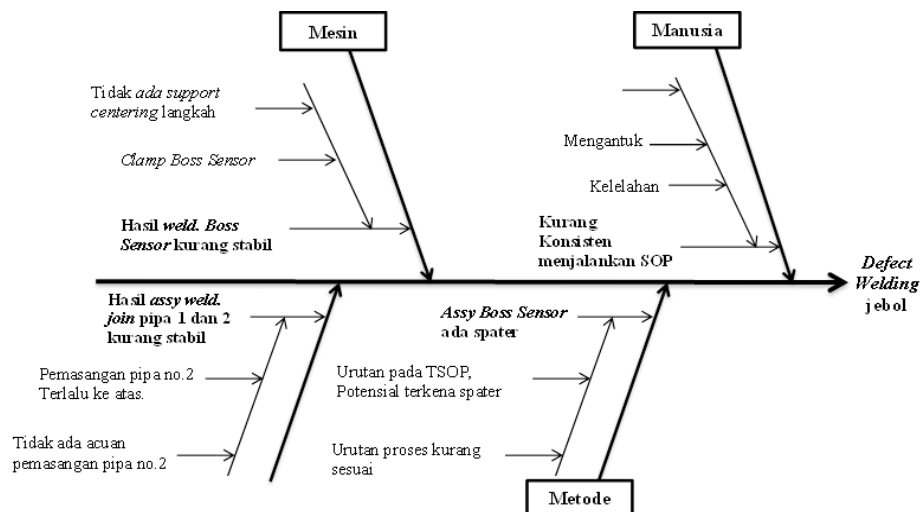 Mesin
Manusia
Tidak ada support
centering langkah
Clamp Boss Sensor
Hasil weld. Boss
Sensor kurang stabil
Mengantuk
Kelelahan
Kurang
Konsisten
menjalankan SOP
Defect
Welding
jebol
Hasil assy weld.
join pipa 1 dan 2
kurang stabil
Pemasangan pipa no.2
Terlalu ke atas.
Tidak ada acuan
pemasangan pipa no.2
Assy Boss Sensor
ada spater
Urutan pada TSOP,
Potensial terkena spater
Urutan proses kurang
sesuai
Metode